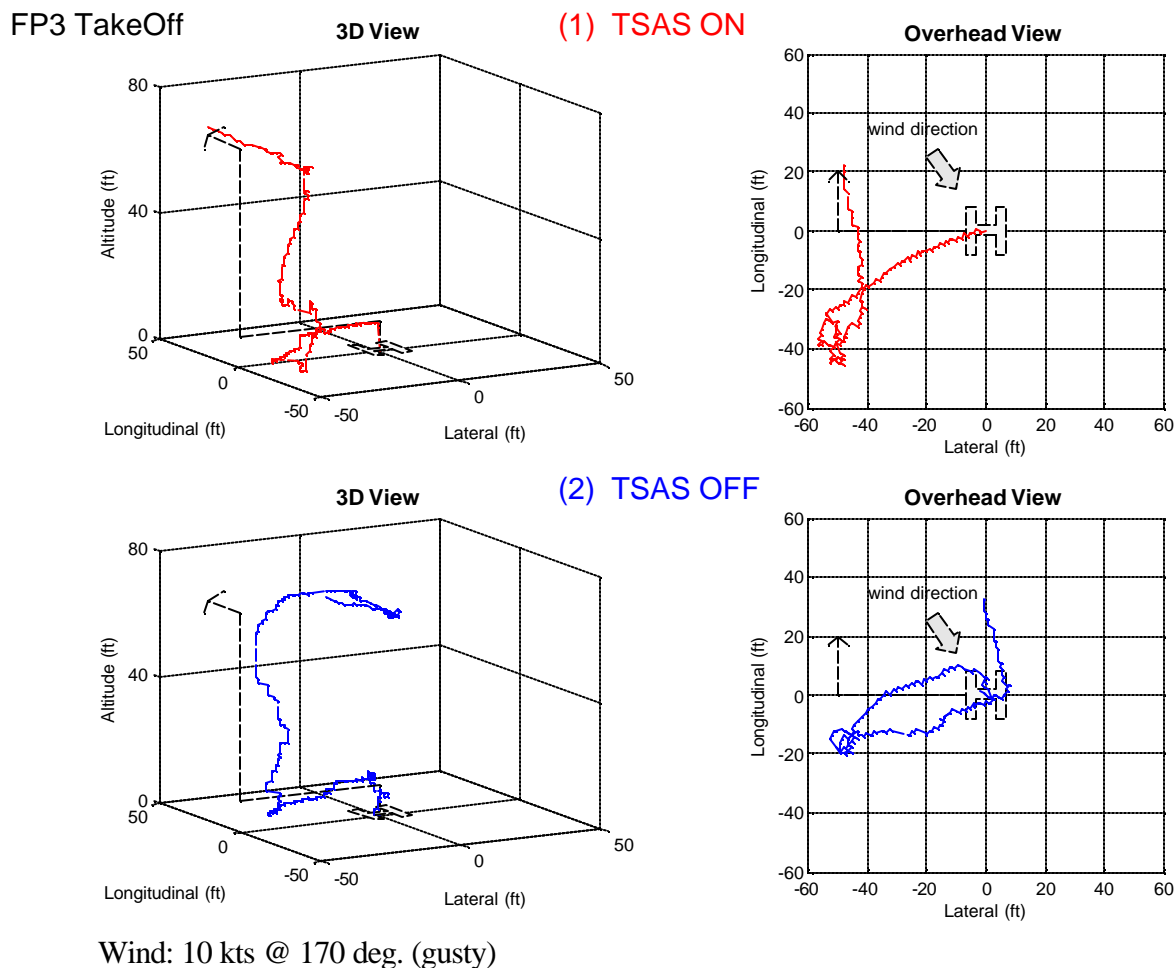 FP3 TakeOff
(1) TSAS ON
3D View
80
40
0
Altitude (ft)
50
0
-50
Longitudinal (ft)
-50
0
50
Lateral (ft)
Overhead View
60
40
20
0
-20
-40
-60
Longitudinal (ft)
wind direction
-60 -40 -20 0 20 40 60
Lateral (ft)
(2) TSAS OFF
3D View
80
40
0
Altitude (ft)
50
0
-50
Longitudinal (ft)
-50
0
50
Lateral (ft)
Overhead View
60
40
20
0
-20
-40
-60
Longitudinal (ft)
wind direction
-60 -40 -20 0 20 40 60
Lateral (ft)
Wind: 10 kts @ 170 deg. (gusty)